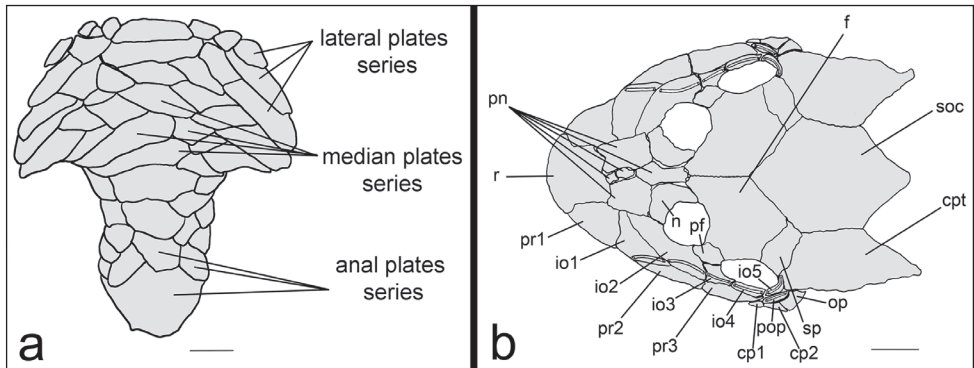 lateral plates
series
median plates
series
anal plates
series
a
f
pn
soc
r
cpt
n
pf
pr1
io1
io2
io5
io3
op
pr2
io4
pop
sp
pr3
cp1
cp2
b